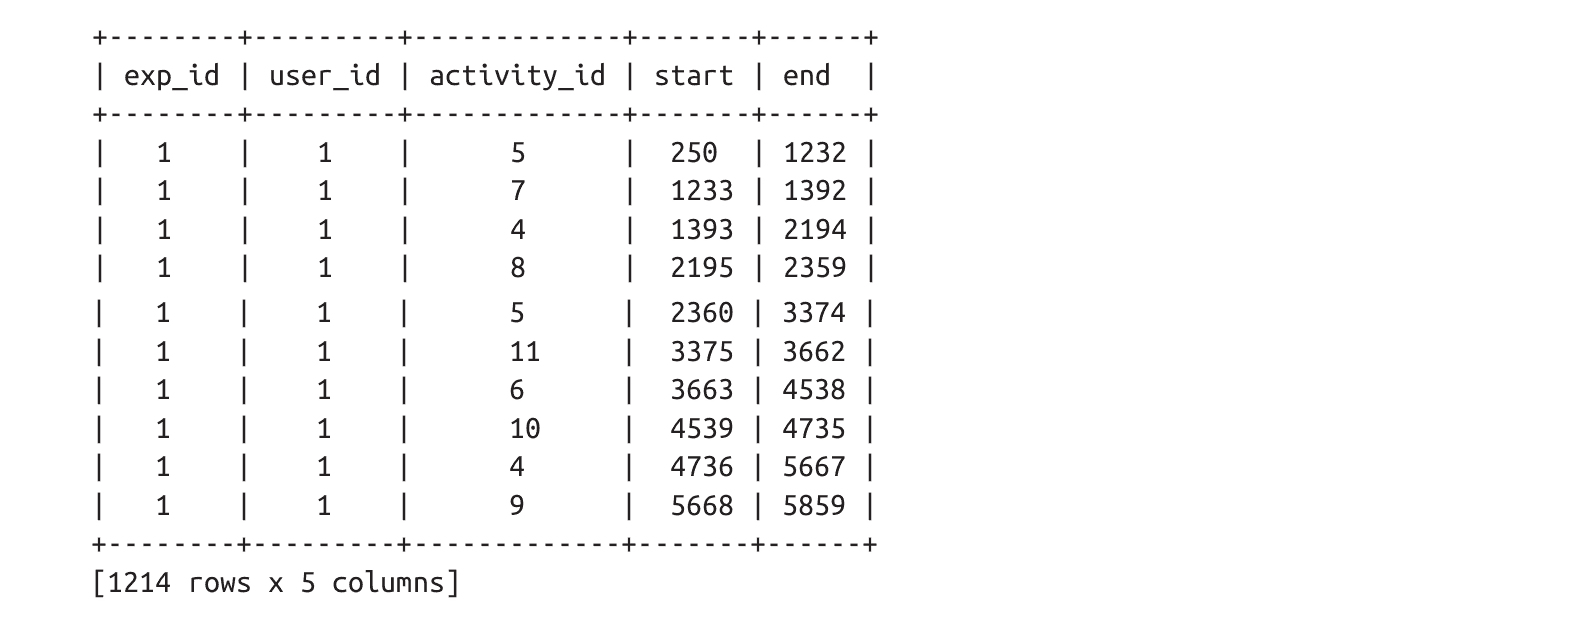 +--------+---------+-------------+-------+------+
| exp_id | user_id | activity_id | start | end  |
+--------+---------+-------------+-------+------+
|   1    |    1    |      5      |  250  | 1232 |
|   1    |    1    |      7      |  1233 | 1392 |
|   1    |    1    |      4      |  1393 | 2194 |
|   1    |    1    |      8      |  2195 | 2359 |
|   1    |    1    |      5      |  2360 | 3374 |
|   1    |    1    |      11     |  3375 | 3662 |
|   1    |    1    |      6      |  3663 | 4538 |
|   1    |    1    |      10     |  4539 | 4735 |
|   1    |    1    |      4      |  4736 | 5667 |
|   1    |    1    |      9      |  5668 | 5859 |
+--------+---------+-------------+-------+------+
[1214 rows x 5 columns]